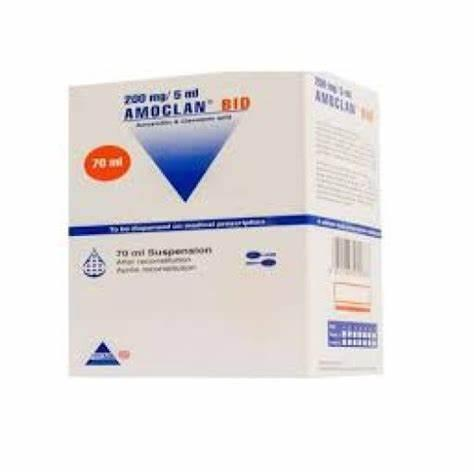 200 mg/ 5 ml
AMOCLAN® BID
Amoxycillin & Clavulanic acid
70 ml
To be dispensed on medical prescription
70 ml Suspension
After reconstitution
Après reconstitution
200 mg/ 5 ml
AMOCLAN® BID